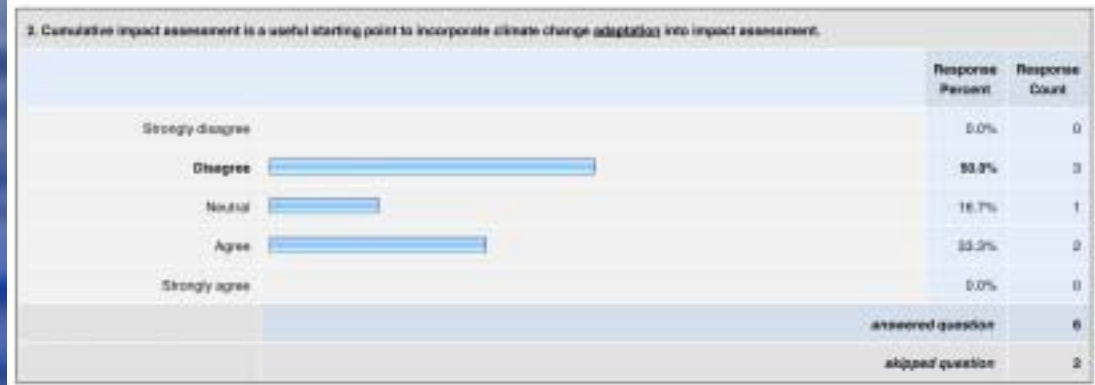 3. Cumulative impact assessment is a useful starting point to incorporate climate change adaptation into impact assessment.
Response Percent
Response Count
Strongly disagree 0.0% 0
Disagree 50.0% 3
Neutral 16.7% 1
Agree 33.3% 2
Strongly agree 0.0% 0
answered question 6
skipped question 2